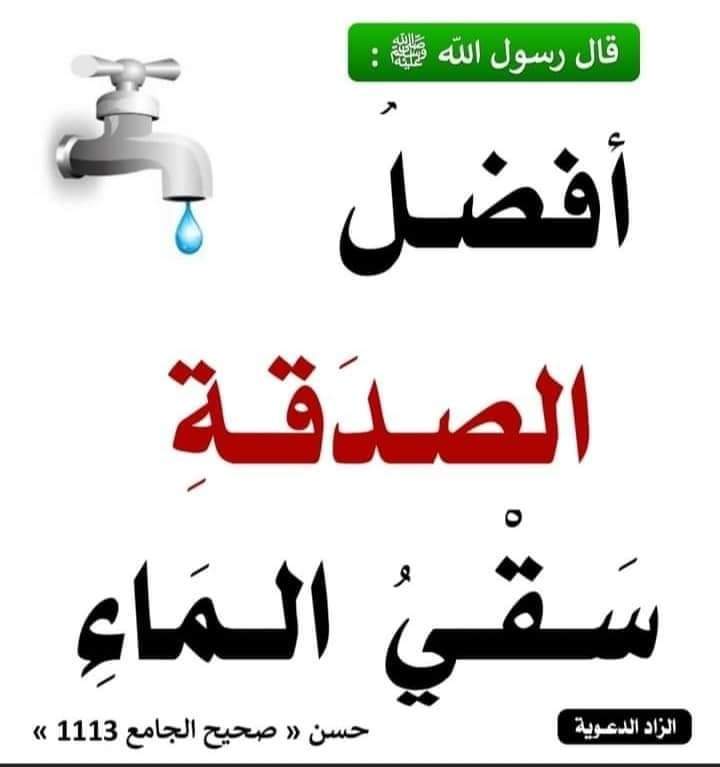 قال رسول الله ﷺ :
أفضلُ
الصدَقةِ
سَقْيُ المَاءِ
حسن « صحيح الجامع 1113 »
الزاد الدعوية